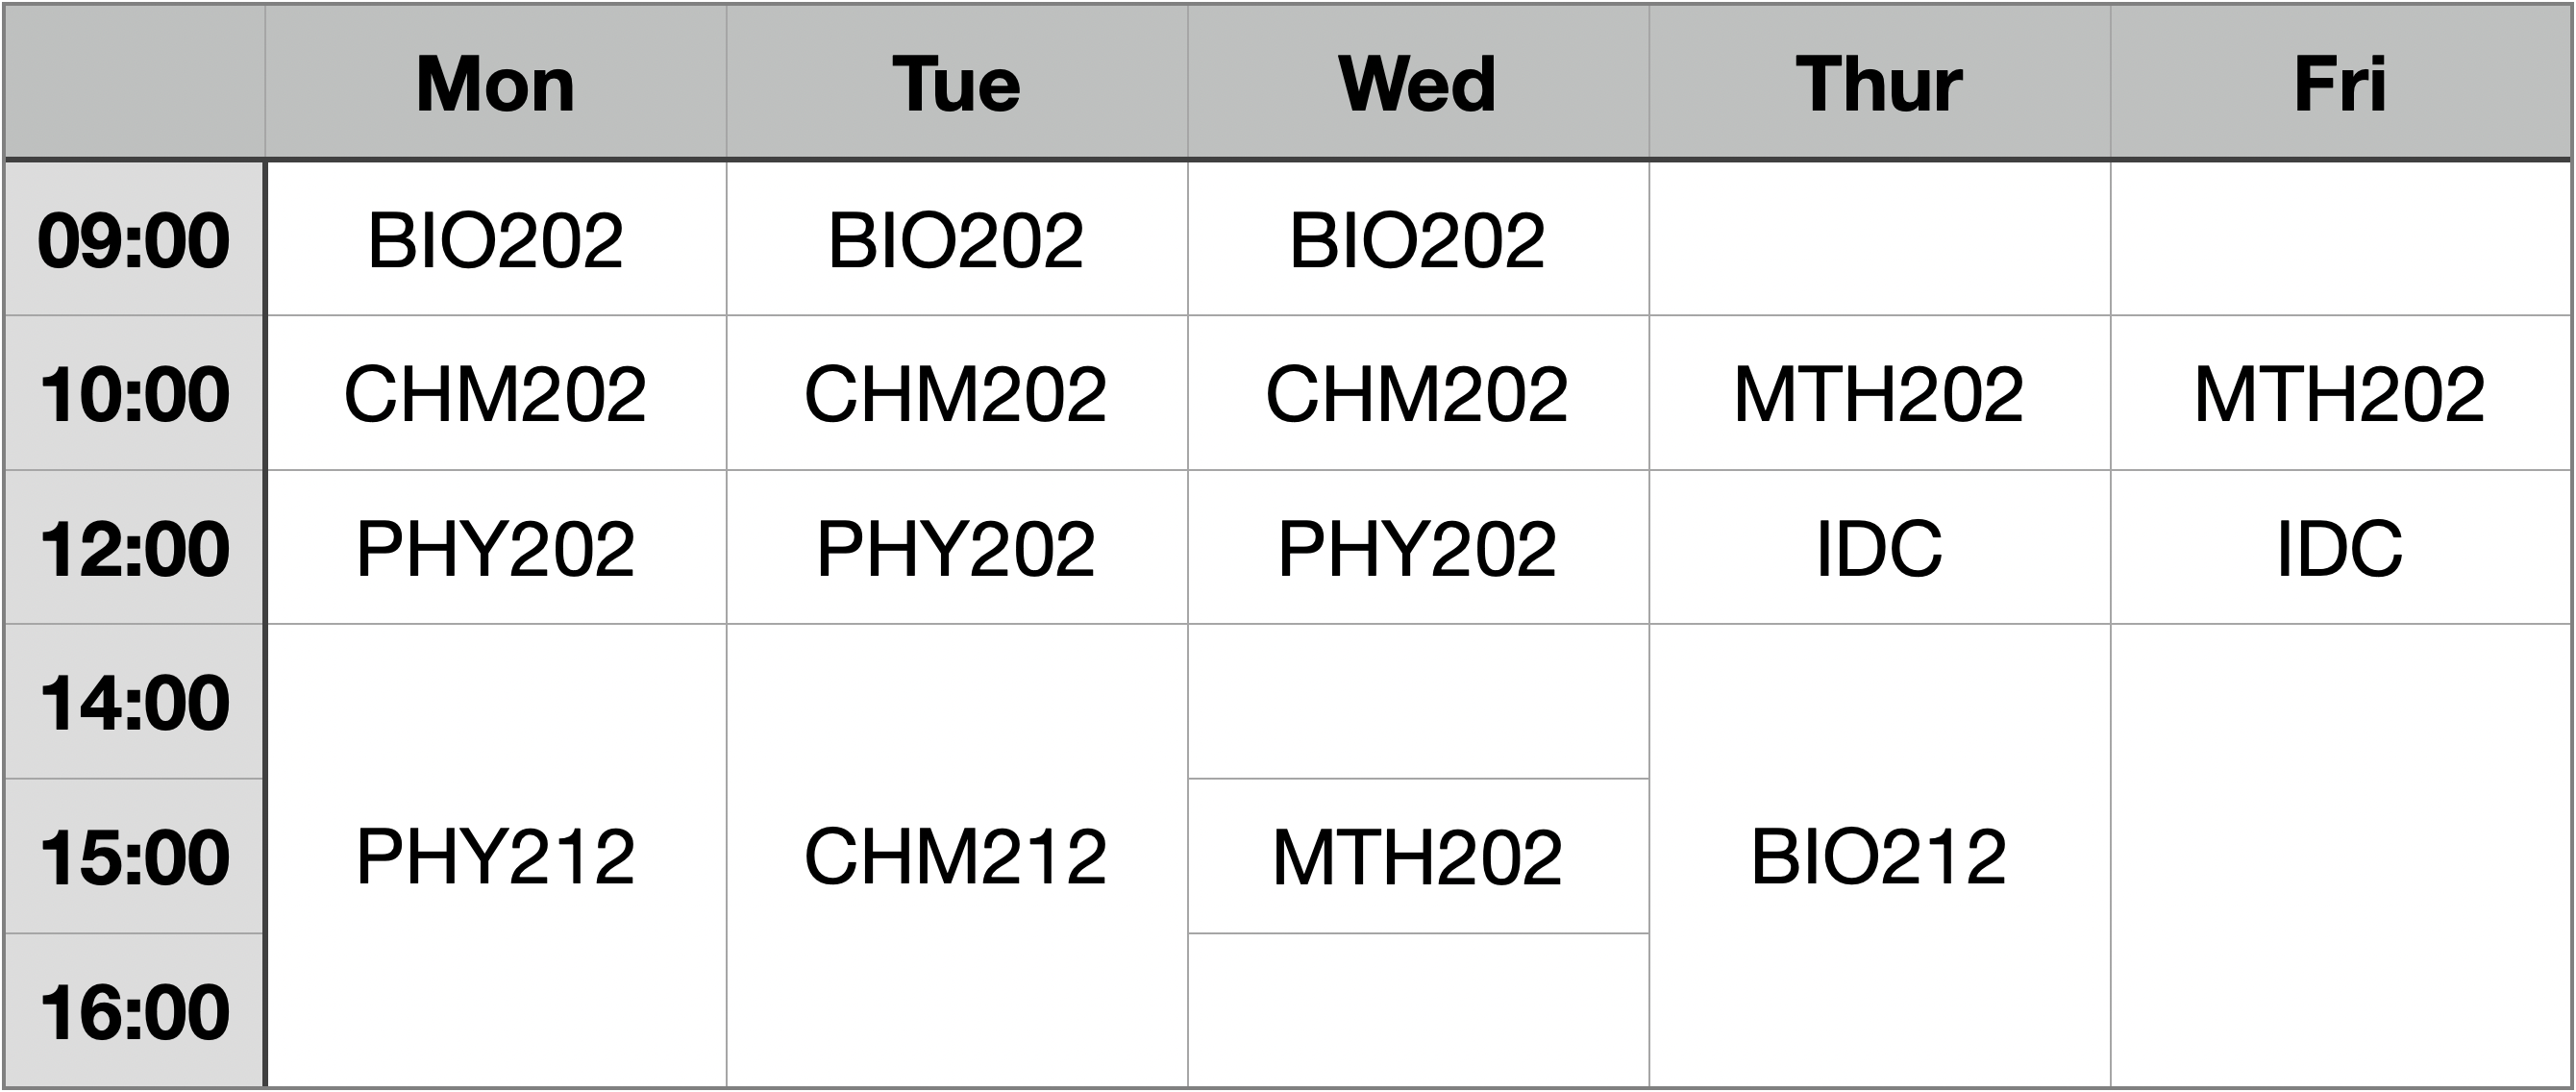 Mon Tue Wed Thur Fri
09:00 BIO202 BIO202 BIO202
10:00 CHM202 CHM202 CHM202 MTH202 MTH202
12:00 PHY202 PHY202 PHY202 IDC IDC
14:00
15:00 PHY212 CHM212 MTH202 BIO212
16:00